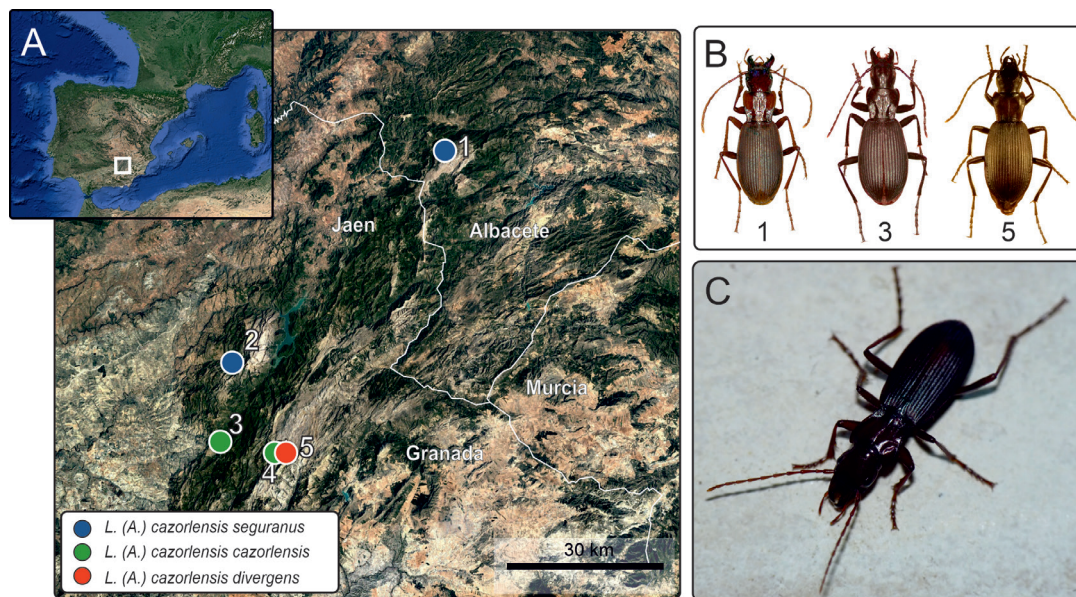 A
1
Jaen
Albacete
2
Murcia
3
5
4
Granada
L. (A.) cazorlensis seguranus
L. (A.) cazorlensis cazorlensis
L. (A.) cazorlensis divergens
30 km
B
1 3 5
C